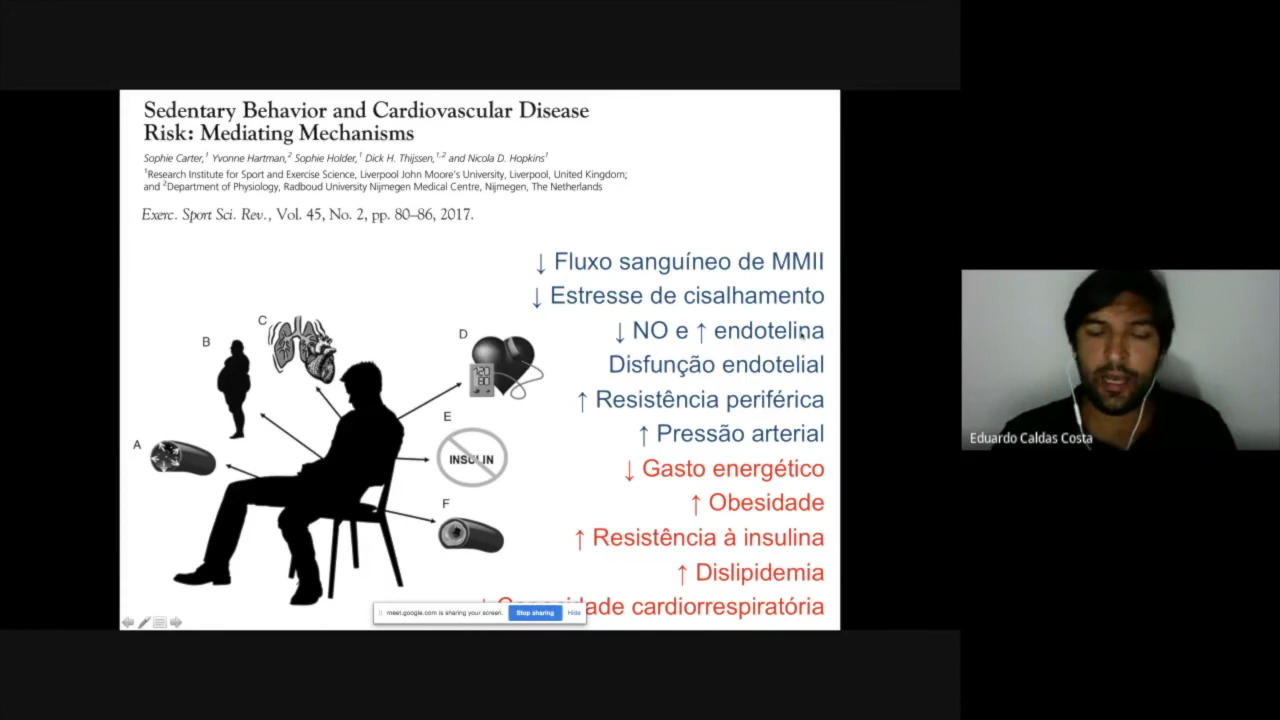 Sedentary Behavior and Cardiovascular Disease
Risk: Mediating Mechanisms
Sophie Carter,¹ Yvonne Hartman,² Sophie Holder,¹ Dick H. Thijssen,¹,² and Nicola D. Hopkins¹
¹Research Institute for Sport and Exercise Science, Liverpool John Moore's University, Liverpool, United Kingdom;
and ²Department of Physiology, Radboud University Nijmegen Medical Centre, Nijmegen, The Netherlands
Exerc. Sport Sci. Rev., Vol. 45, No. 2, pp. 80–86, 2017.
↓ Fluxo sanguíneo de MMII
↓ Estresse de cisalhamento
↓ NO e ↑ endotelina
Disfunção endotelial
↑ Resistência periférica
↑ Pressão arterial
↓ Gasto energético
↑ Obesidade
↑ Resistência à insulina
↑ Dislipidemia
cardiorrespiratória
A
B
C
D
120
80
E
INSULIN
F
meet.google.com is sharing your screen.
Stop sharing
Hide
Eduardo Caldas Costa